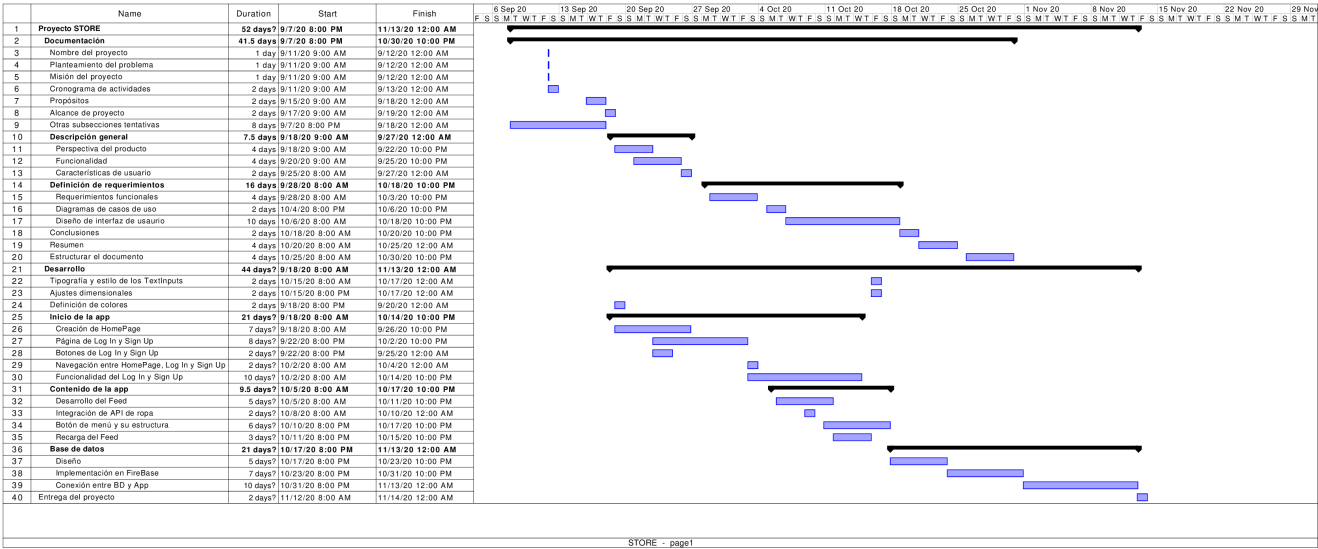 Name Duration Start Finish
6 Sep 20 13 Sep 20 20 Sep 20 27 Sep 20 4 Oct 20 11 Oct 20 18 Oct 20 25 Oct 20 1 Nov 20 8 Nov 20 15 Nov 20 22 Nov 20 29 Nov
F S S M T W T F S S M T W T F S S M T W T F S S M T W T F S S M T W T F S S M T W T F S S M T W T F S S M T W T F S S M T W T F S S M T W T F S S M T W T F S S M T
1 Proyecto STORE 52 days? 9/7/20 8:00 PM 11/13/20 12:00 AM
2 Documentación 41.5 days 9/7/20 8:00 PM 10/30/20 10:00 PM
3 Nombre del proyecto 1 day 9/11/20 9:00 AM 9/12/20 12:00 AM
4 Planteamiento del problema 1 day 9/11/20 9:00 AM 9/12/20 12:00 AM
5 Misión del proyecto 1 day 9/11/20 9:00 AM 9/12/20 12:00 AM
6 Cronograma de actividades 2 days 9/11/20 9:00 AM 9/13/20 12:00 AM
7 Propósitos 2 days 9/15/20 9:00 AM 9/18/20 12:00 AM
8 Alcance de proyecto 2 days 9/17/20 9:00 AM 9/19/20 12:00 AM
9 Otras subsecciones tentativas 8 days 9/7/20 8:00 PM 9/18/20 12:00 AM
10 Descripción general 7.5 days 9/18/20 9:00 AM 9/27/20 12:00 AM
11 Perspectiva del producto 4 days 9/18/20 9:00 AM 9/22/20 10:00 PM
12 Funcionalidad 4 days 9/20/20 9:00 AM 9/25/20 10:00 PM
13 Características de usuario 2 days 9/25/20 8:00 AM 9/27/20 12:00 AM
14 Definición de requerimientos 16 days 9/28/20 8:00 AM 10/18/20 10:00 PM
15 Requerimientos funcionales 4 days 9/28/20 8:00 AM 10/3/20 10:00 PM
16 Diagramas de casos de uso 2 days 10/4/20 8:00 PM 10/6/20 10:00 PM
17 Diseño de interfaz de usaurio 10 days 10/6/20 8:00 AM 10/18/20 10:00 PM
18 Conclusiones 2 days 10/18/20 8:00 AM 10/20/20 10:00 PM
19 Resumen 4 days 10/20/20 8:00 AM 10/25/20 12:00 AM
20 Estructurar el documento 4 days 10/25/20 8:00 AM 10/30/20 10:00 PM
21 Desarrollo 44 days? 9/18/20 8:00 AM 11/13/20 12:00 AM
22 Tipografía y estilo de los TextInputs 2 days 10/15/20 8:00 AM 10/17/20 12:00 AM
23 Ajustes dimensionales 2 days 10/15/20 8:00 PM 10/17/20 12:00 AM
24 Definición de colores 2 days 9/18/20 8:00 PM 9/20/20 12:00 AM
25 Inicio de la app 21 days? 9/18/20 8:00 AM 10/14/20 10:00 PM
26 Creación de HomePage 7 days? 9/18/20 8:00 AM 9/26/20 10:00 PM
27 Página de Log In y Sign Up 8 days? 9/22/20 8:00 PM 10/2/20 10:00 PM
28 Botones de Log In y Sign Up 2 days? 9/22/20 8:00 PM 9/25/20 12:00 AM
29 Navegación entre HomePage, Log In y Sign Up 2 days? 10/2/20 8:00 AM 10/4/20 12:00 AM
30 Funcionalidad del Log In y Sign Up 10 days? 10/2/20 8:00 AM 10/14/20 10:00 PM
31 Contenido de la app 9.5 days? 10/5/20 8:00 AM 10/17/20 10:00 PM
32 Desarrollo del Feed 5 days? 10/5/20 8:00 AM 10/11/20 10:00 PM
33 Integración de API de ropa 2 days? 10/8/20 8:00 AM 10/10/20 12:00 AM
34 Botón de menú y su estructura 6 days? 10/10/20 8:00 PM 10/17/20 10:00 PM
35 Recarga del Feed 3 days? 10/11/20 8:00 PM 10/15/20 10:00 PM
36 Base de datos 21 days? 10/17/20 8:00 PM 11/13/20 12:00 AM
37 Diseño 5 days? 10/17/20 8:00 PM 10/23/20 10:00 PM
38 Implementación en FireBase 7 days? 10/23/20 8:00 PM 10/31/20 10:00 PM
39 Conexión entre BD y App 10 days? 10/31/20 8:00 PM 11/13/20 12:00 AM
40 Entrega del proyecto 2 days? 11/12/20 8:00 AM 11/14/20 12:00 AM
STORE - page1